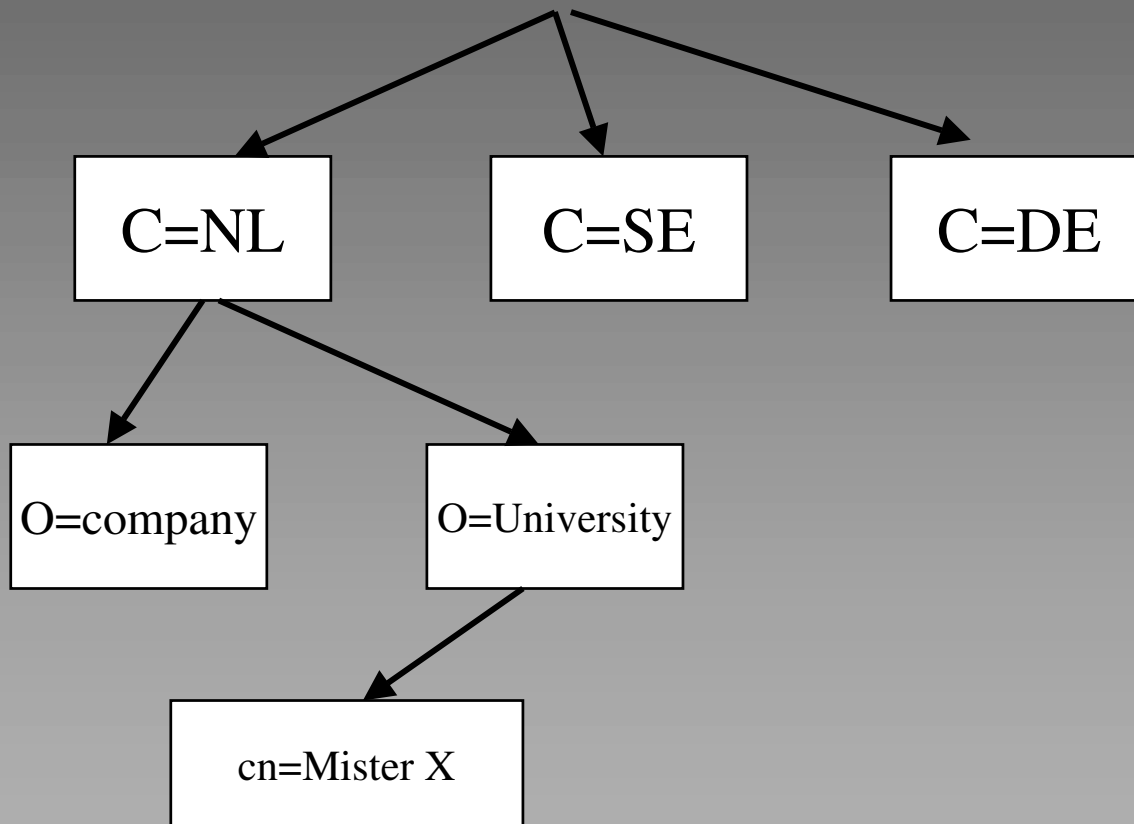 C=NL
C=SE
C=DE
O=company
O=University
cn=Mister X